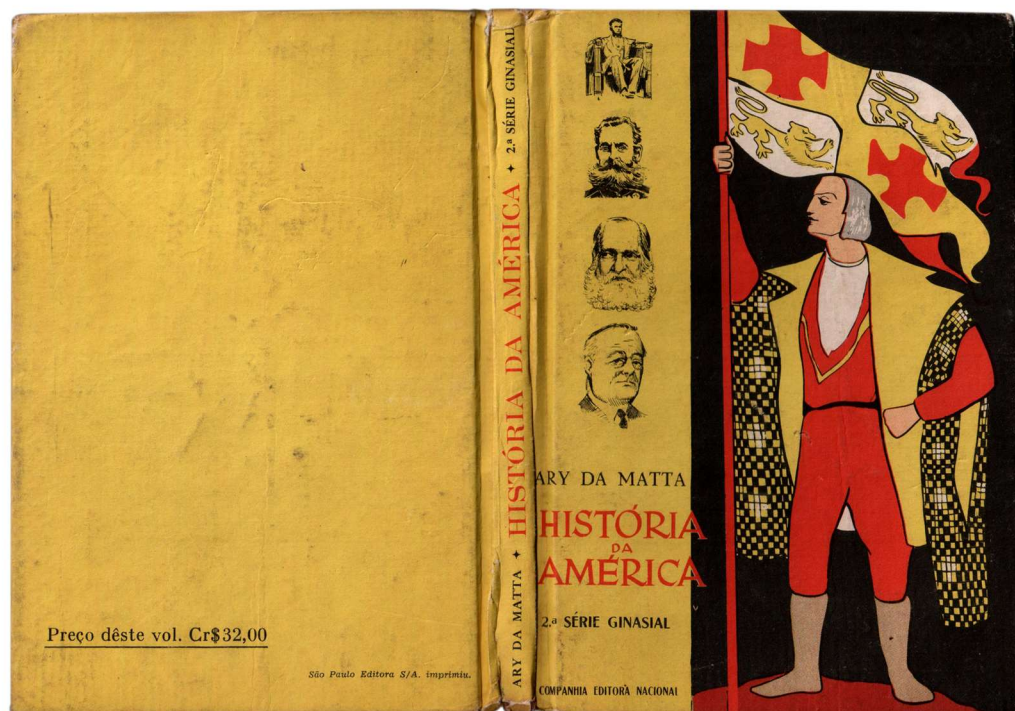 Preço dêste vol. Cr$32,00
São Paulo Editora S/A. imprimiu.
ARY DA MATTA ✦ HISTÓRIA DA AMÉRICA ✦ 2.ª SÉRIE GINASIAL
ARY DA MATTA
HISTÓRIA
DA
AMÉRICA
2.ª SÉRIE GINASIAL
COMPANHIA EDITORA NACIONAL